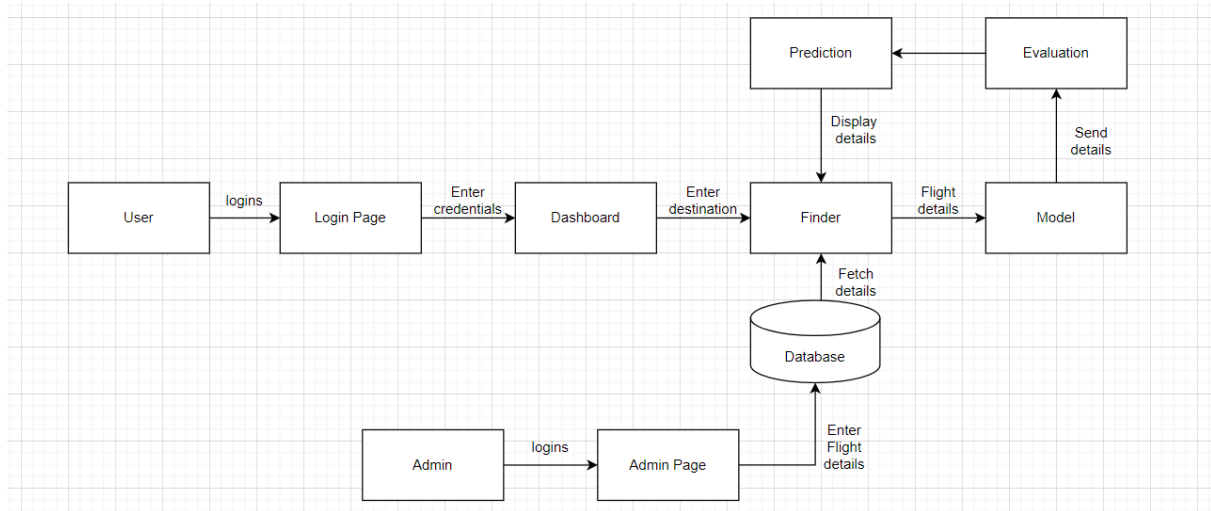 Prediction
Evaluation
Display
details
Send
details
User
logins
Login Page
Enter
credentials
Dashboard
Enter
destination
Finder
Flight
details
Model
Fetch
details
Database
Admin
logins
Admin Page
Enter
Flight
details